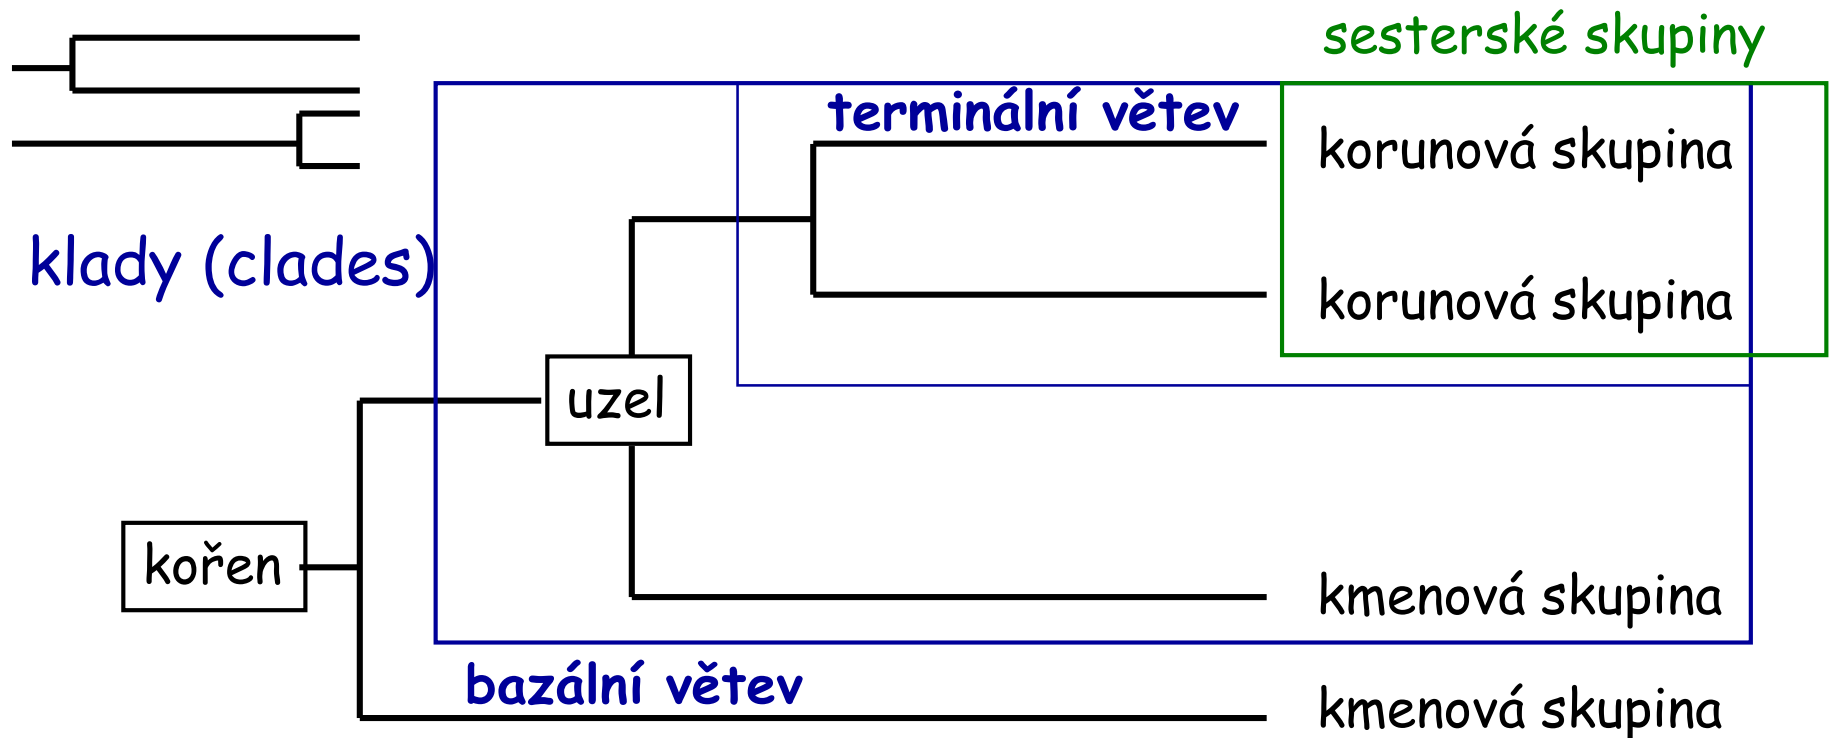 sesterské skupiny
terminální větev
korunová skupina
klady (clades)
korunová skupina
uzel
kořen
kmenová skupina
bazální větev
kmenová skupina